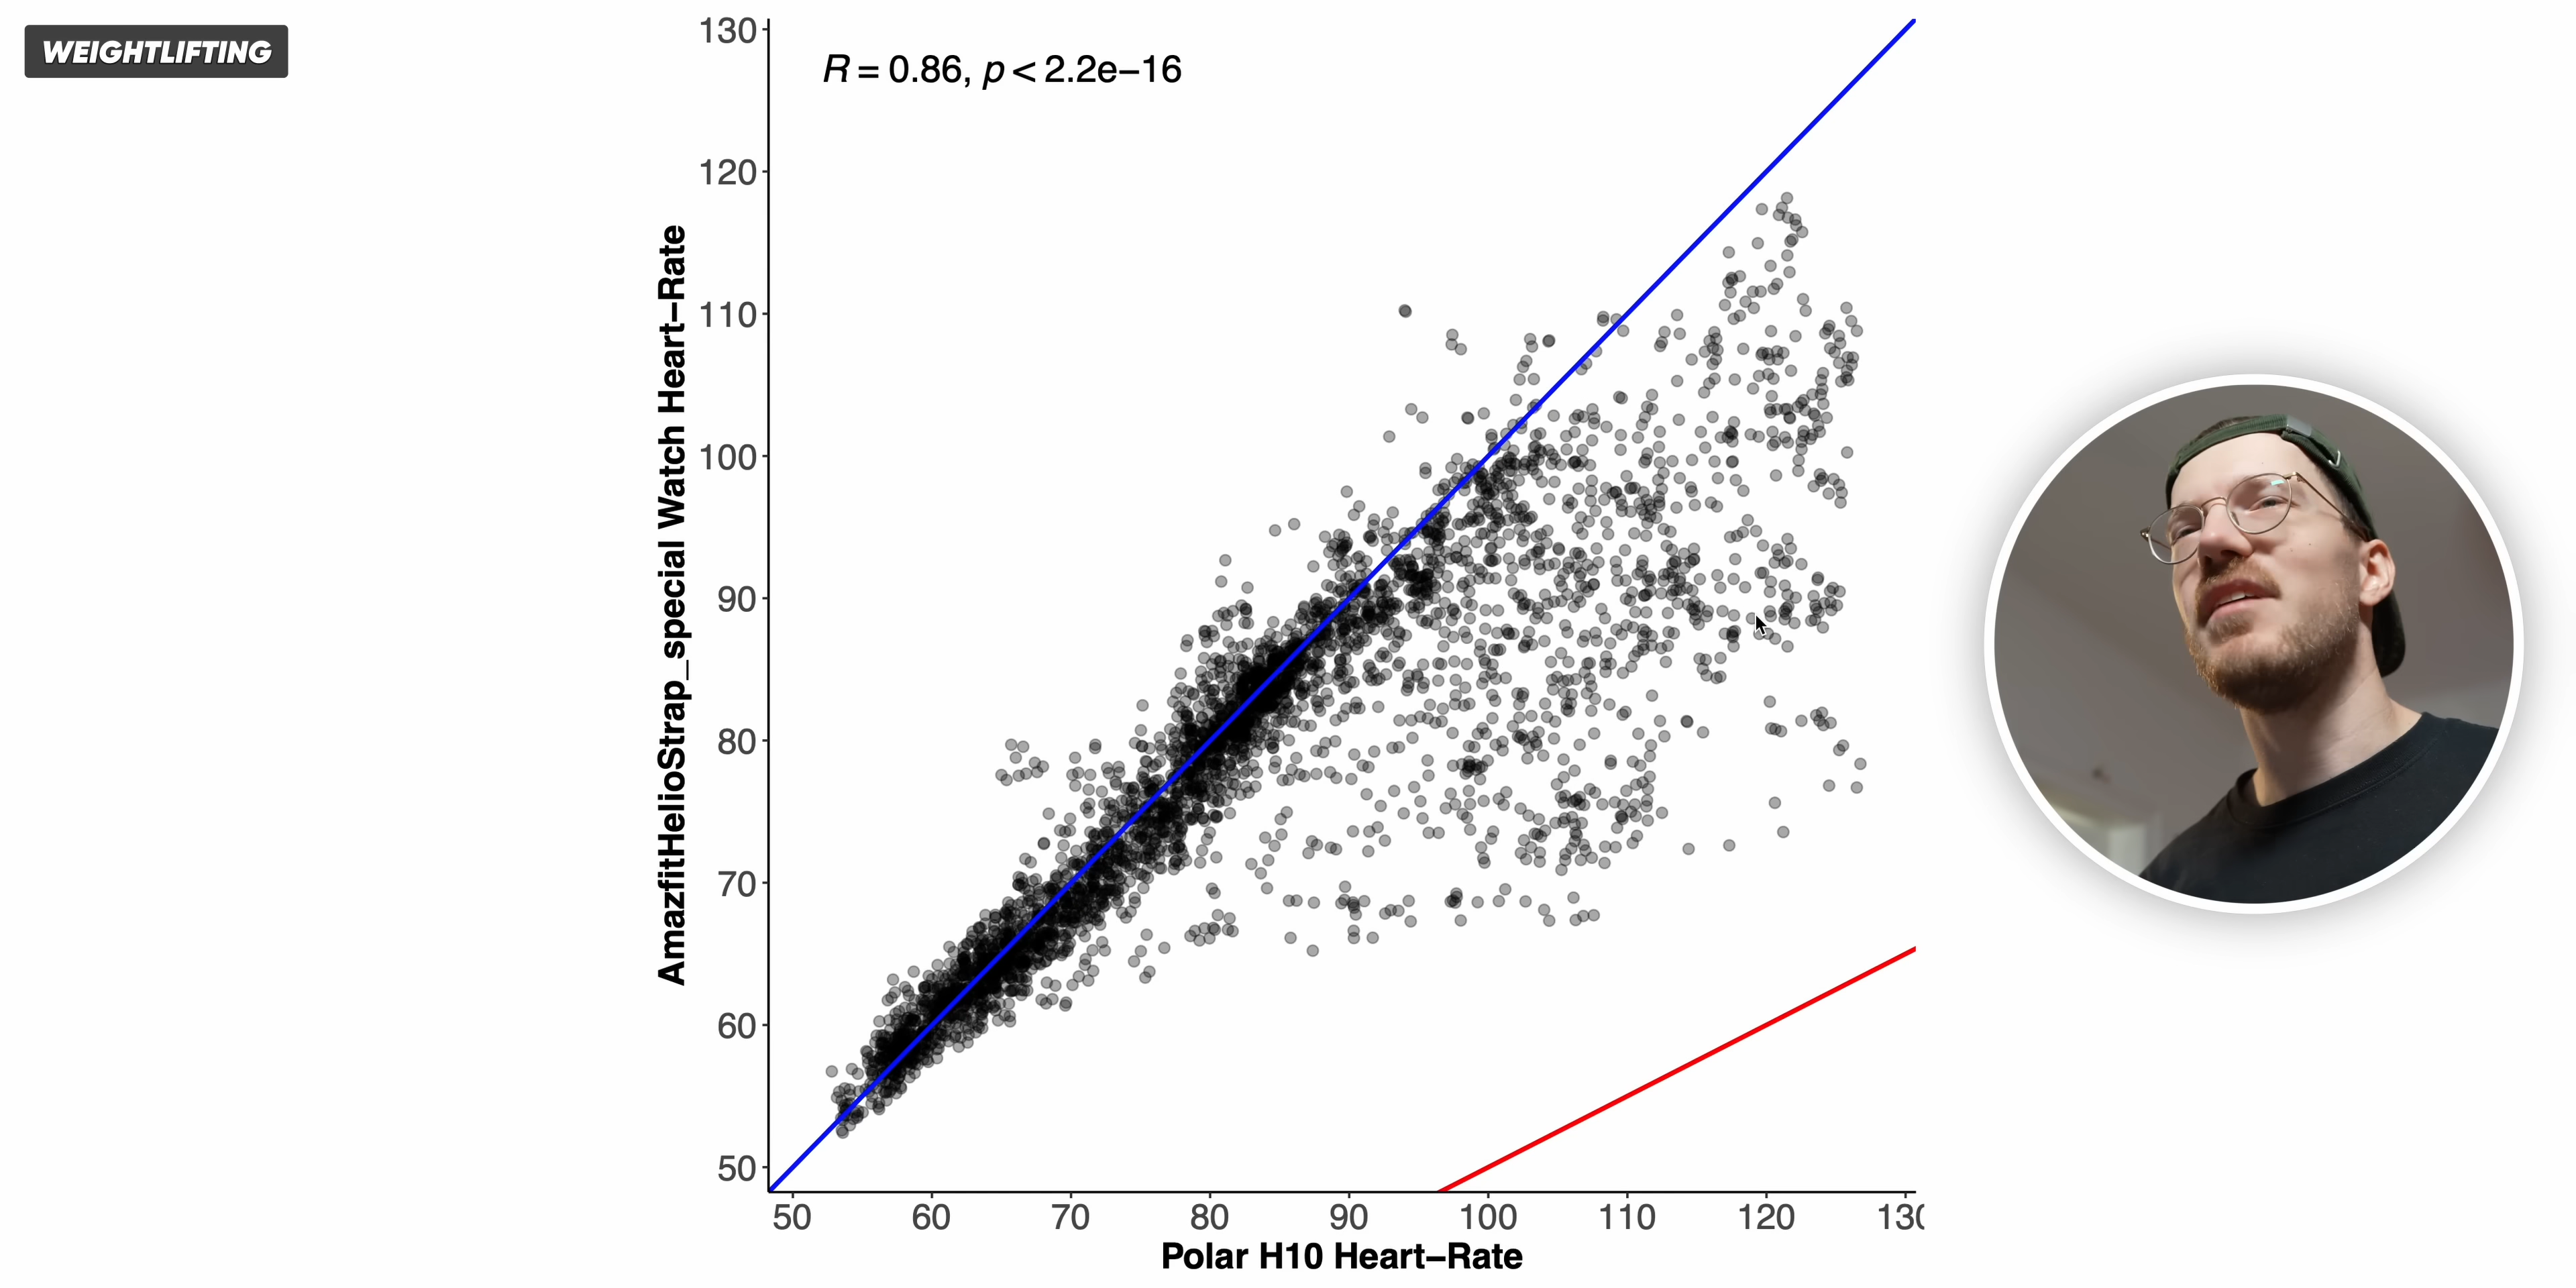 WEIGHTLIFTING
R = 0.86, p < 2.2e−16
AmazfitHelioStrap_special Watch Heart−Rate
130
120
110
100
90
80
70
60
50
50 60 70 80 90 100 110 120
Polar H10 Heart−Rate